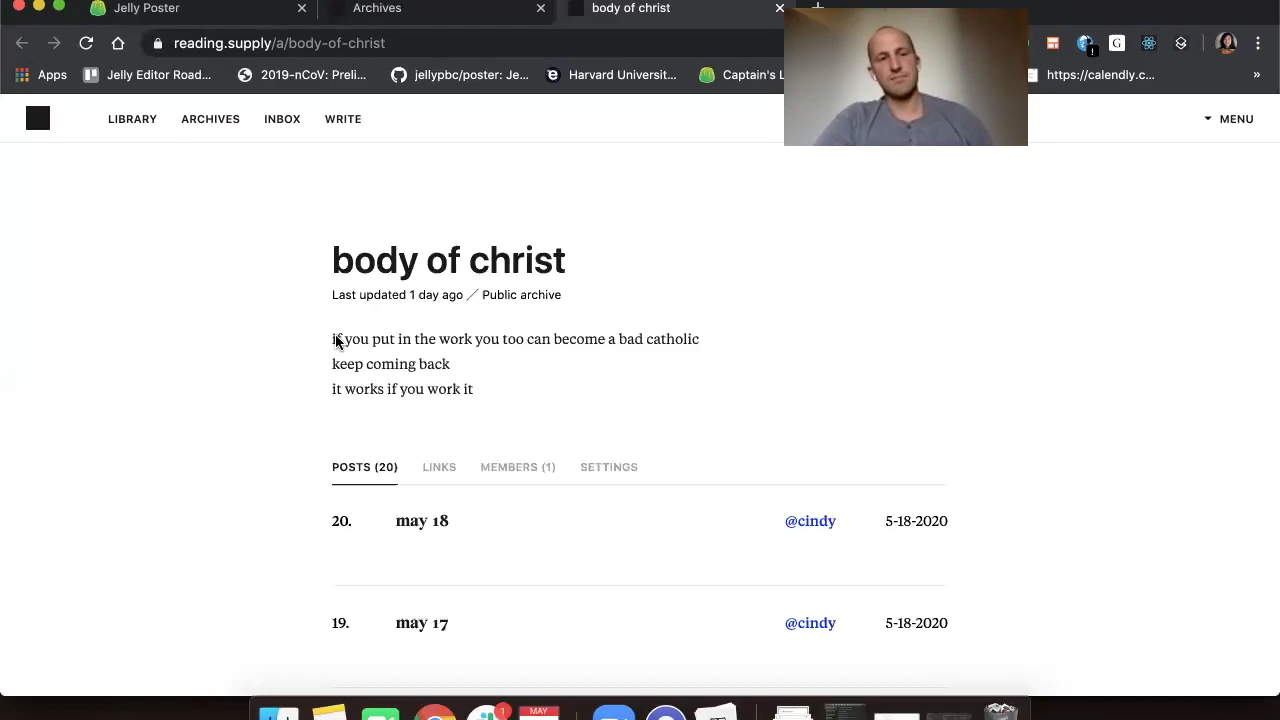 Jelly Poster
Archives
body of christ
reading.supply/a/body-of-christ
Apps
Jelly Editor Road...
2019-nCoV: Preli...
jellypbc/poster: Je...
Harvard Universit...
Captain's L
https://calendly.c...
»
LIBRARY
ARCHIVES
INBOX
WRITE
MENU
body of christ
Last updated 1 day ago ⁄ Public archive
if you put in the work you too can become a bad catholic
keep coming back
it works if you work it
POSTS (20)
LINKS
MEMBERS (1)
SETTINGS
20. may 18 @cindy 5-18-2020
19. may 17 @cindy 5-18-2020
1
MAY